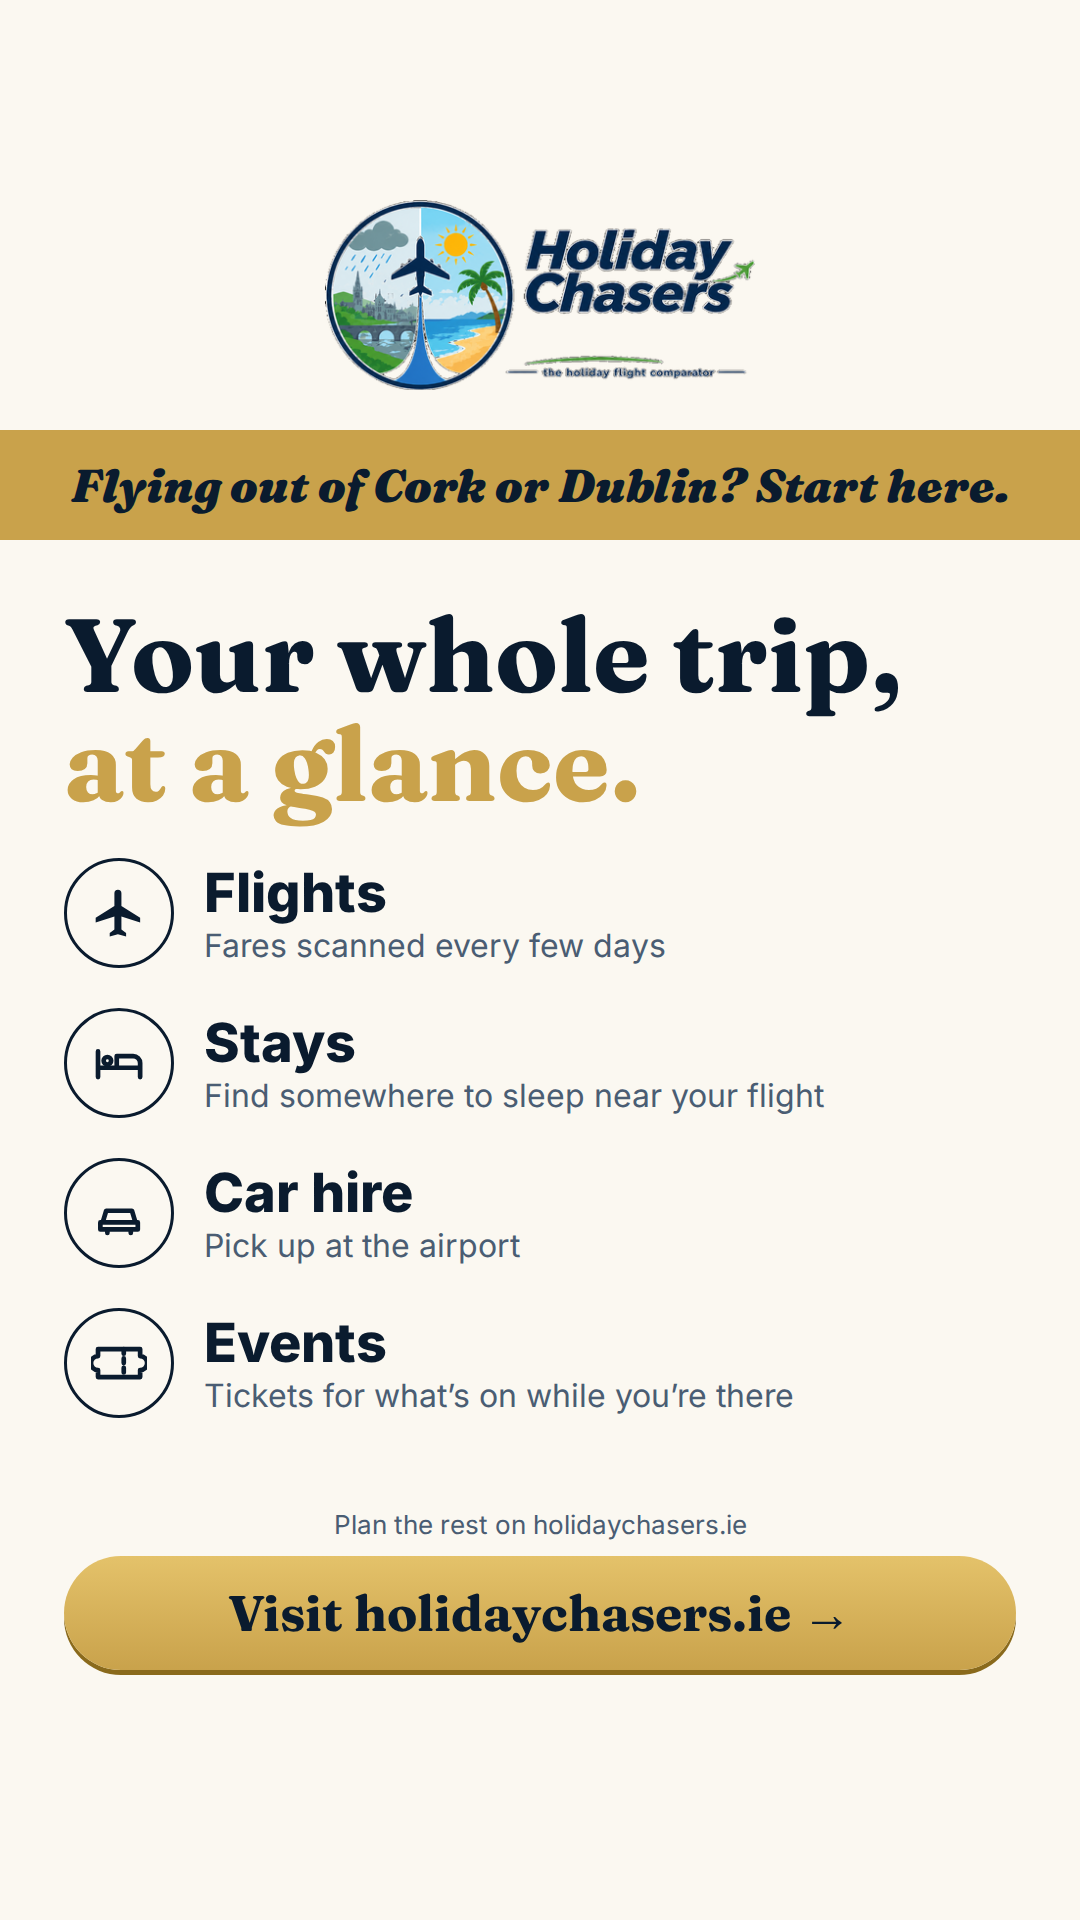 Holiday
Chasers
the holiday flight comparator
Flying out of Cork or Dublin? Start here.
Your whole trip,
at a glance.
Flights
Fares scanned every few days
Stays
Find somewhere to sleep near your flight
Car hire
Pick up at the airport
Events
Tickets for what’s on while you’re there
Plan the rest on holidaychasers.ie
Visit holidaychasers.ie →